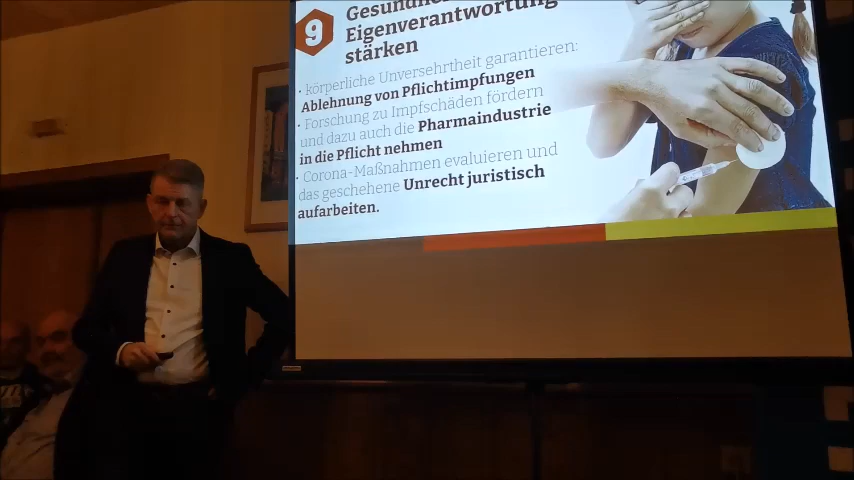 9
Eigenverantwortung
stärken
· körperliche Unversehrtheit garantieren:
Ablehnung von Pflichtimpfungen
· Forschung zu Impfschäden fördern
und dazu auch die Pharmaindustrie
in die Pflicht nehmen
· Corona-Maßnahmen evaluieren und
das geschehene Unrecht juristisch
aufarbeiten.